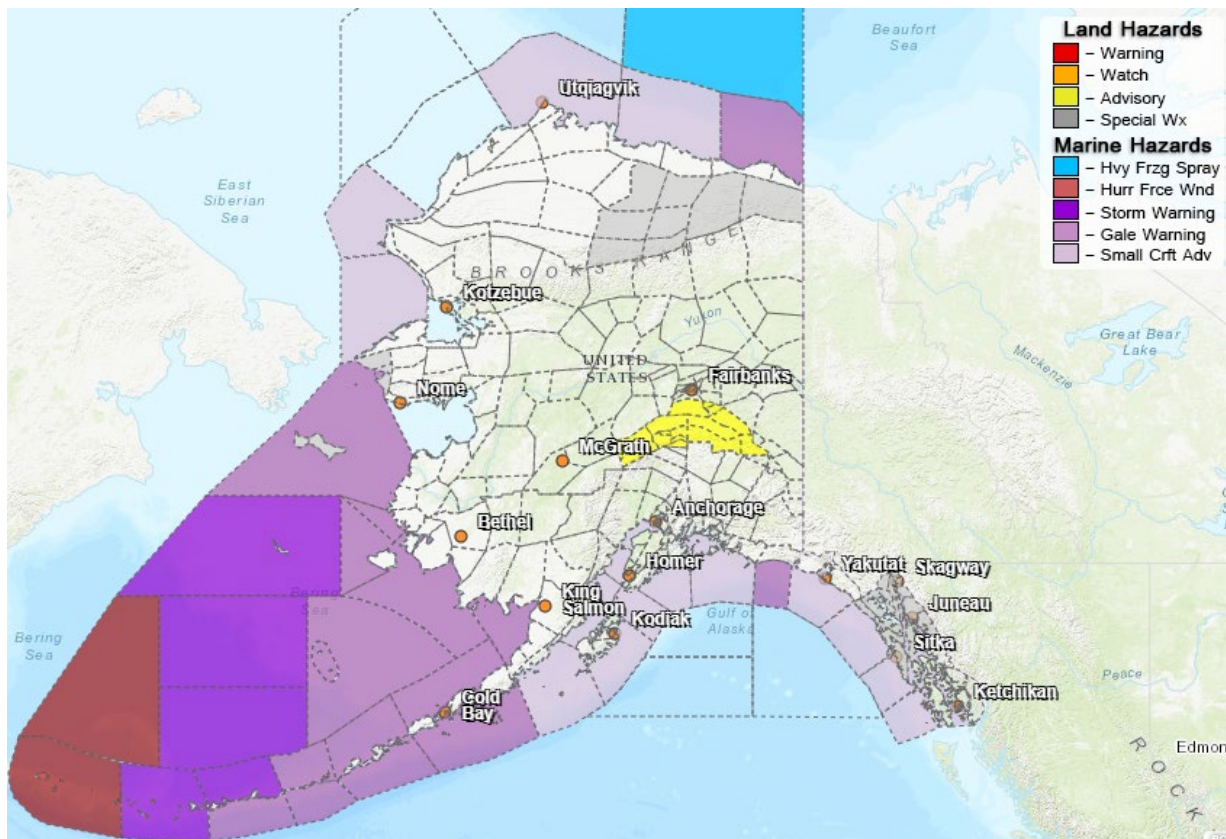 Land Hazards
– Warning
– Watch
– Advisory
– Special Wx
Marine Hazards
– Hvy Frzg Spray
– Hurr Frce Wnd
– Storm Warning
– Gale Warning
– Small Crft Adv
Beaufort
Sea
Utqiagvik
East
Siberian
Sea
BROOKS RANGE
Kotzebue
Yukon
Great Bear
Lake
Mackenzie
UNITED
STATES
Fairbanks
Nome
McGrath
Anchorage
Bethel
Homer
Yakutat
Skagway
King
Salmon
Kodiak
Juneau
Bering
Sea
Gulf of
Alaska
Sitka
Bering
Sea
Peace
Ketchikan
Cold
Bay
Edmon
ROCK